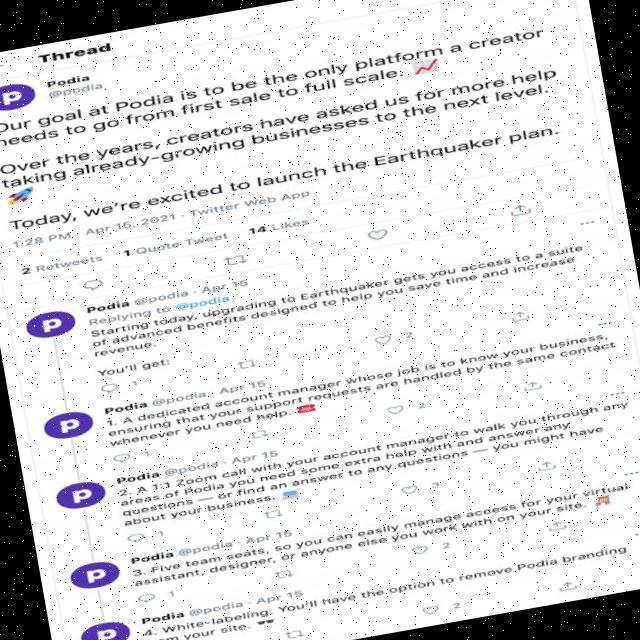 Thread
Podia
@podia
Our goal at Podia is to be the only platform a creator
needs to go from first sale to full scale. 📈
Over the years, creators have asked us for more help
taking already-growing businesses to the next level.
🚀
Today, we're excited to launch the Earthquaker plan.
1:28 PM · Apr 15, 2021 · Twitter Web App
2 Retweets 1 Quote Tweet 14 Likes
Podia @podia · Apr 15
Replying to @podia
Starting today, upgrading to Earthquaker gets you access to a suite
of advanced benefits designed to help you save time and increase
revenue.
You'll get:
1 2
Podia @podia · Apr 15
1. A dedicated account manager whose job is to know your business,
ensuring that your support requests are handled by the same contact
whenever you need help.
1 2
Podia @podia · Apr 15
2. A 1:1 Zoom call with your account manager to walk you through any
areas of Podia you need some extra help with and answer any
questions — or find an answer to any questions — you might have
about your business.
1 3
Podia @podia · Apr 15
3. Five team seats, so you can easily manage access for your virtual
assistant, designer, or anyone else you work with on your site.
1 2
Podia @podia · Apr 15
4. White-labeling. You'll have the option to remove Podia branding
your site. 🕶️
2